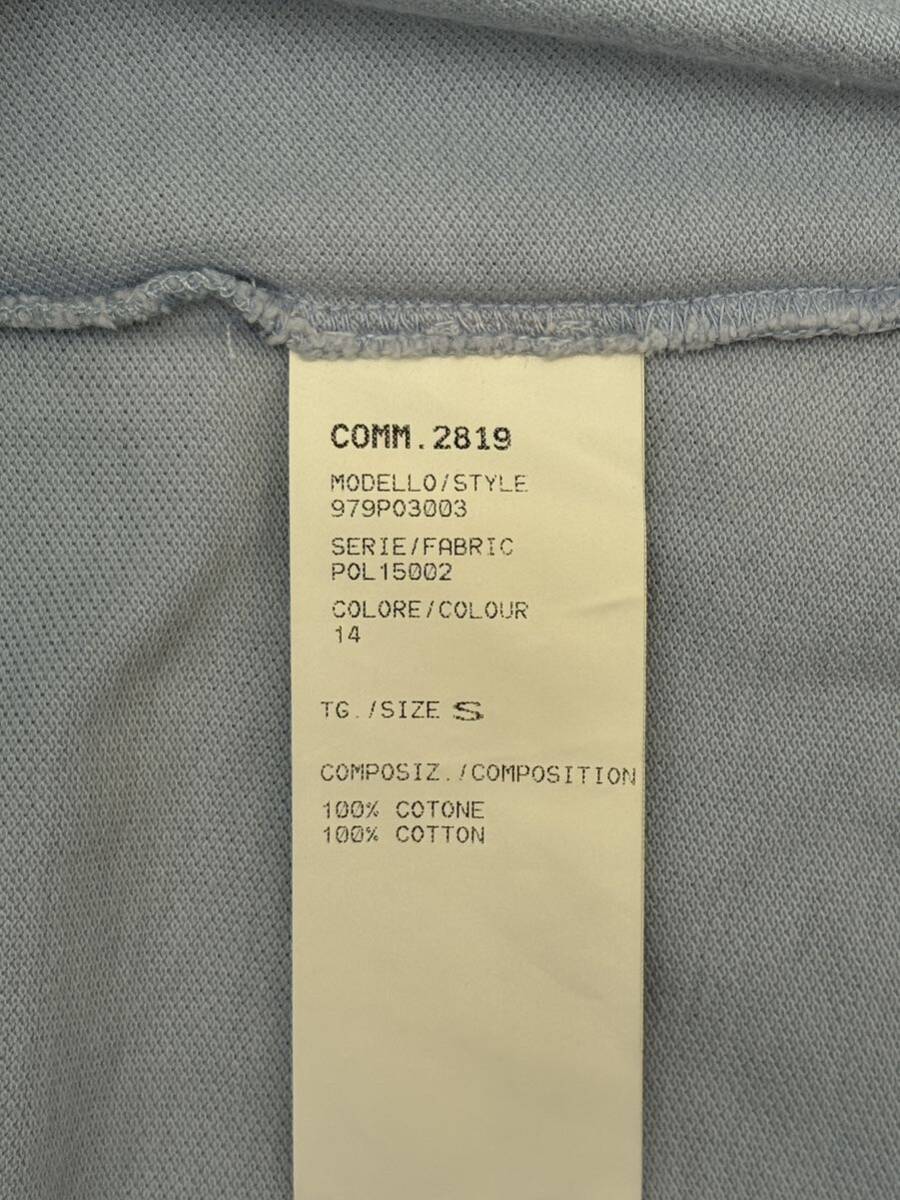 COMM.2819
MODELLO/STYLE
979P03003
SERIE/FABRIC
POL15002
COLORE/COLOUR
14
TG./SIZE S
COMPOSIZ./COMPOSITION
100% COTONE
100% COTTON